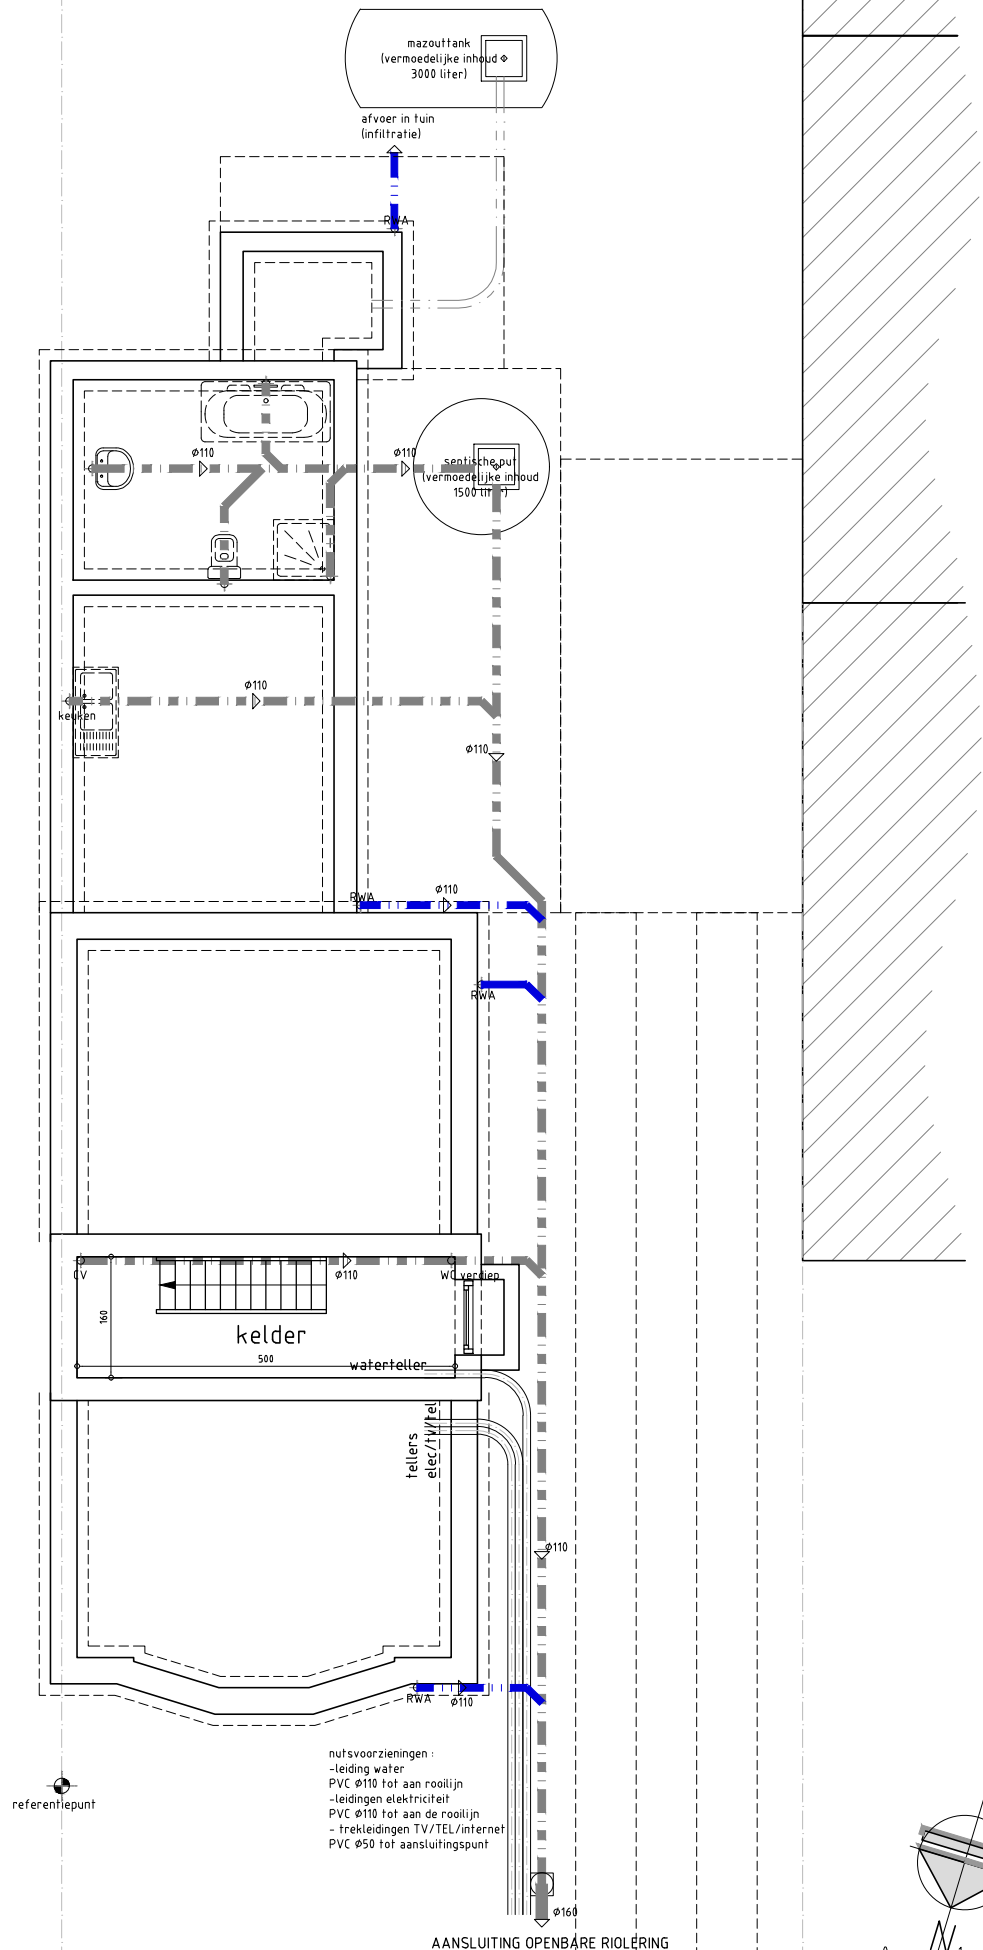 mazouttank
(vermoedelijke inhoud
3000 liter)
afvoer in tuin
(infiltratie)
RWA
ø110
ø110
septische put
(vermoedelijke inhoud
1500 liter)
ø110
keuken
ø110
RWA
ø110
RWA
CV
ø110
WC verdiep
160
kelder
500
waterteller
tellers
elec/tv/tel
ø110
RWA
ø110
nutsvoorzieningen :
-leiding water
PVC ø110 tot aan rooilijn
-leidingen elektriciteit
PVC ø110 tot aan de rooilijn
- trekleidingen TV/TEL/internet
PVC ø50 tot aansluitingspunt
referentiepunt
ø160
N
AANSLUITING OPENBARE RIOLERING